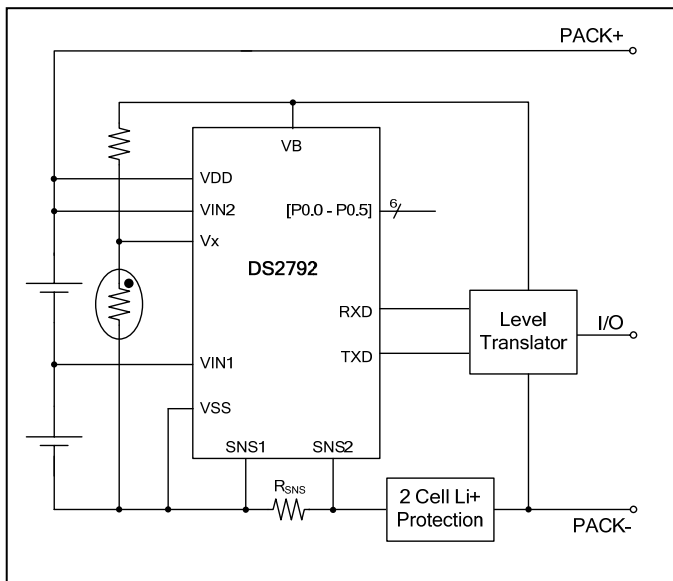 PACK+
VB
VDD
VIN2
[P0.0 - P0.5]
6
Vx
DS2792
RXD
Level
Translator
I/O
TXD
VIN1
VSS
SNS1
SNS2
RSNS
2 Cell Li+
Protection
PACK-